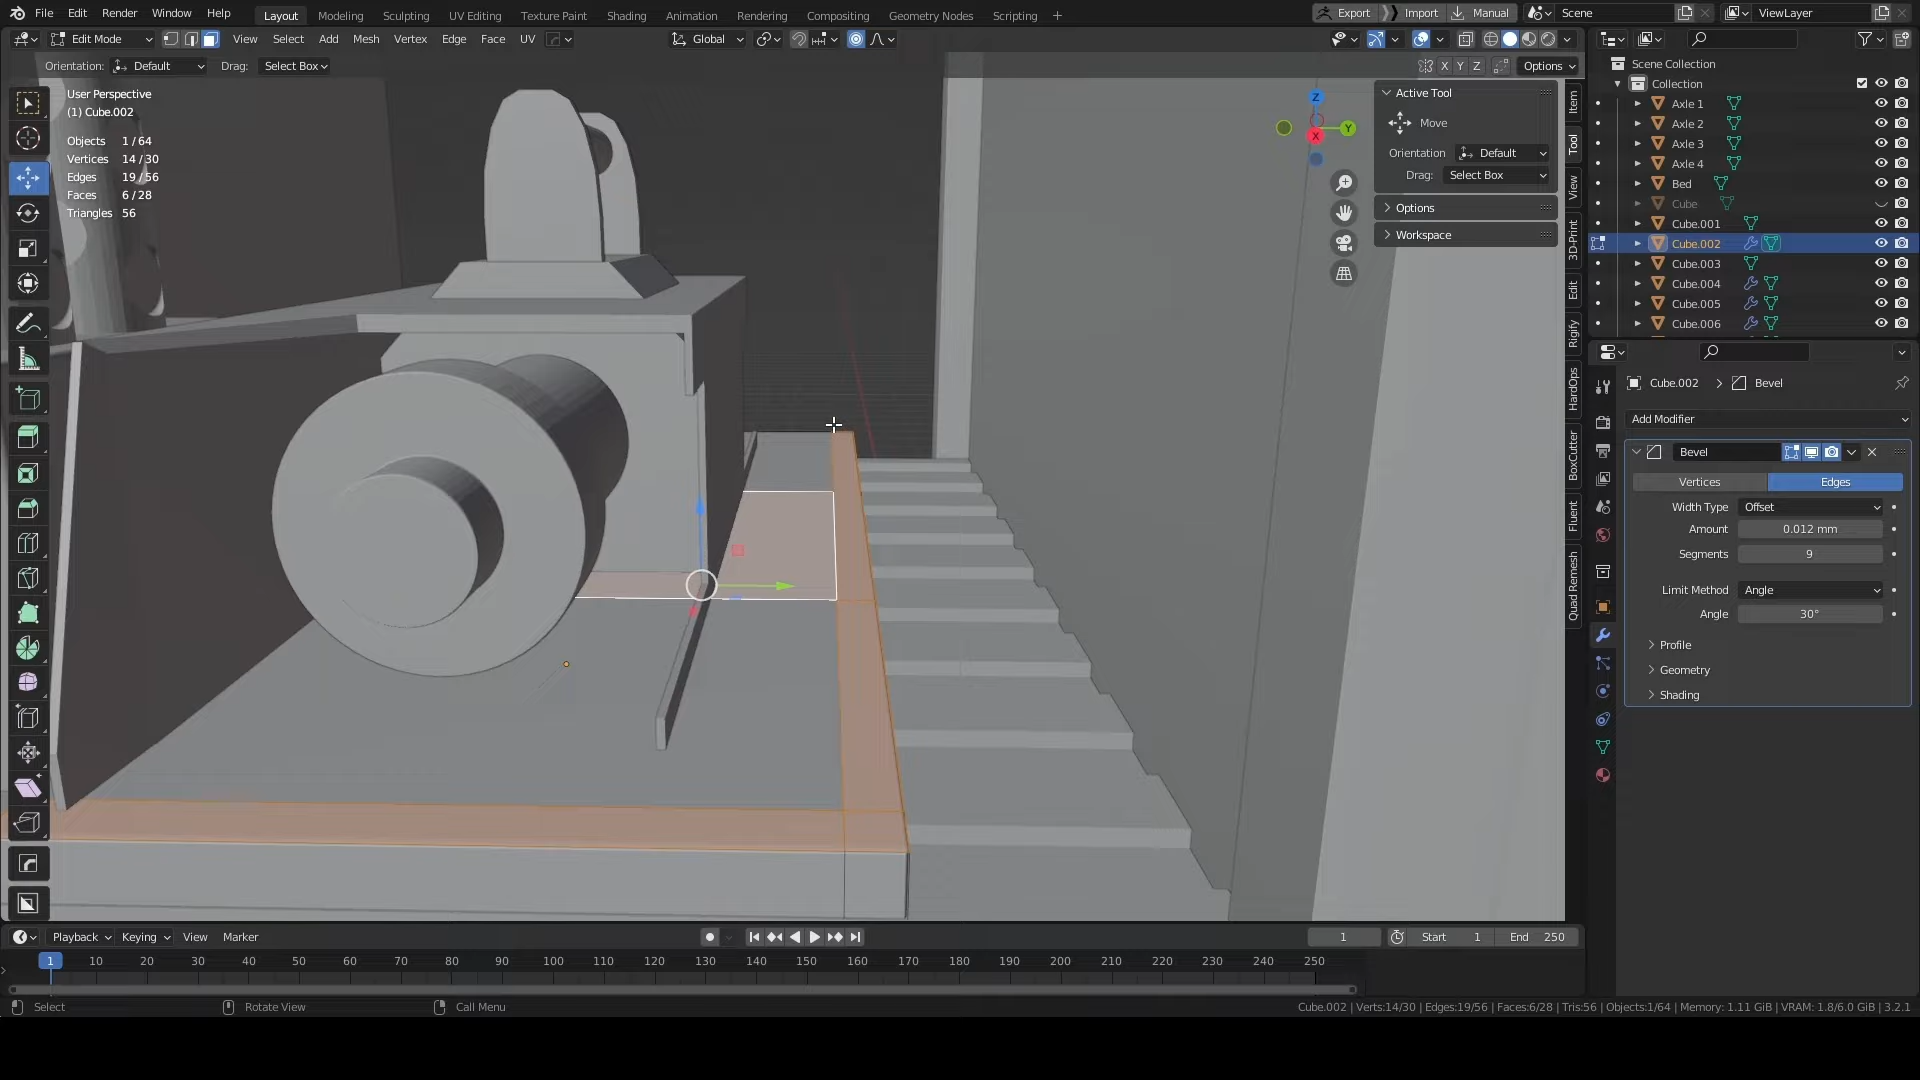 File Edit Render Window Help Layout Modeling Sculpting UV Editing Texture Paint Shading Animation Rendering Compositing Geometry Nodes Scripting + Export Import Manual Scene ViewLayer
Edit Mode View Select Add Mesh Vertex Edge Face UV Global
Orientation: Default Drag: Select Box X Y Z Options
User Perspective
(1) Cube.002
Objects 1 / 64
Vertices 14 / 30
Edges 19 / 56
Faces 6 / 28
Triangles 56
Z
Y
X
Active Tool
Move
Orientation Default
Drag: Select Box
Options
Workspace
Item
Tool
View
3D-Print
Edit
Rigify
HardOps
BoxCutter
Fluent
Quad Remesh
Scene Collection
Collection
Axle 1
Axle 2
Axle 3
Axle 4
Bed
Cube
Cube.001
Cube.002
Cube.003
Cube.004
Cube.005
Cube.006
Cube.002 > Bevel
Add Modifier
Bevel
Vertices Edges
Width Type Offset
Amount 0.012 mm
Segments 9
Limit Method Angle
Angle 30°
Profile
Geometry
Shading
Playback Keying View Marker 1 Start 1 End 250
1 10 20 30 40 50 60 70 80 90 100 110 120 130 140 150 160 170 180 190 200 210 220 230 240 250
Select Rotate View Call Menu Cube.002 | Verts:14/30 | Edges:19/56 | Faces:6/28 | Tris:56 | Objects:1/64 | Memory: 1.11 GiB | VRAM: 1.8/6.0 GiB | 3.2.1